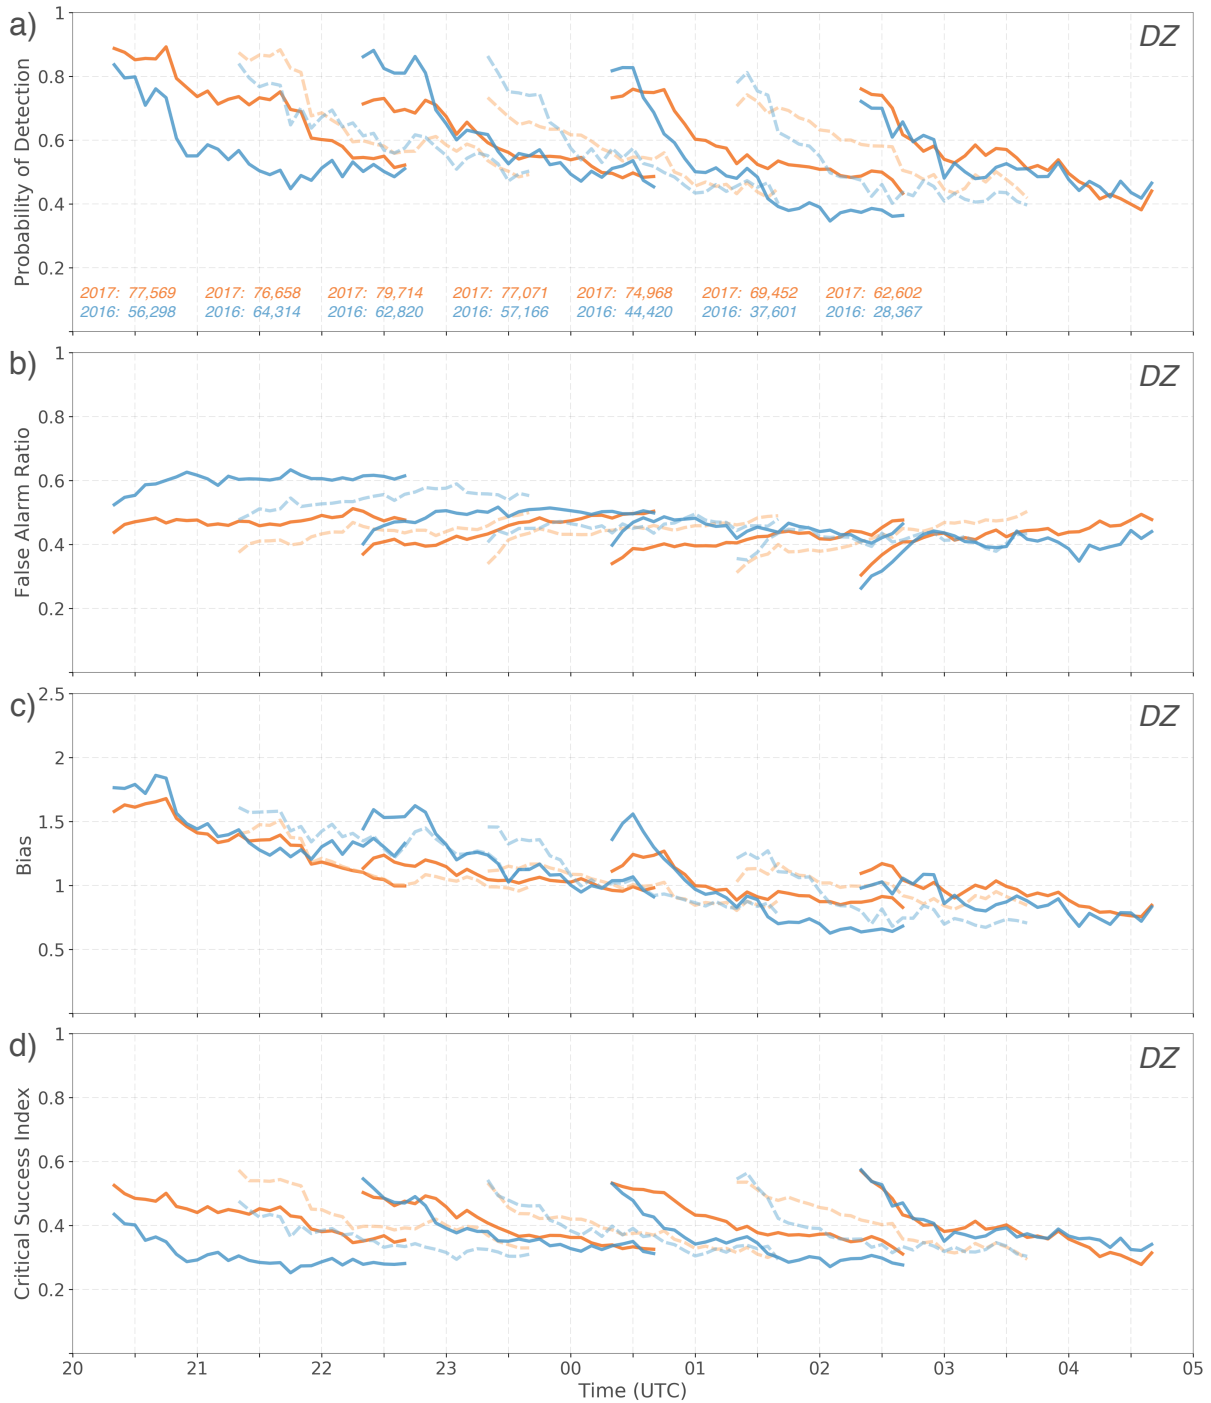 a)
DZ
Probability of Detection
1
0.8
0.6
0.4
0.2
2017: 77,569 2017: 76,658 2017: 79,714 2017: 77,071 2017: 74,968 2017: 69,452 2017: 62,602
2016: 56,298 2016: 64,314 2016: 62,820 2016: 57,166 2016: 44,420 2016: 37,601 2016: 28,367
b)
DZ
False Alarm Ratio
1
0.8
0.6
0.4
0.2
c)
DZ
Bias
2.5
2
1.5
1
0.5
d)
DZ
Critical Success Index
1
0.8
0.6
0.4
0.2
20 21 22 23 00 01 02 03 04 05
Time (UTC)